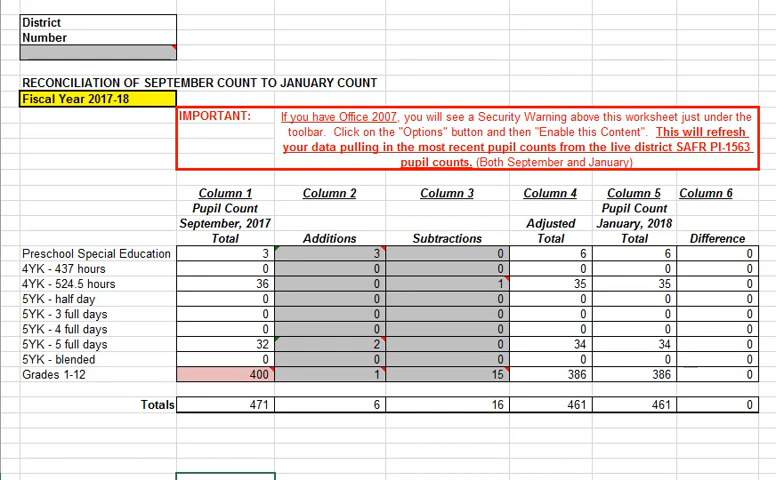 District
Number
RECONCILIATION OF SEPTEMBER COUNT TO JANUARY COUNT
Fiscal Year 2017-18
IMPORTANT: If you have Office 2007, you will see a Security Warning above this worksheet just under the
toolbar. Click on the "Options" button and then "Enable this Content". This will refresh
your data pulling in the most recent pupil counts from the live district SAFR PI-1563
pupil counts. (Both September and January)
Column 1 Column 2 Column 3 Column 4 Column 5 Column 6
Pupil Count Pupil Count
September, 2017 Adjusted January, 2018
Total Additions Subtractions Total Total Difference
Preschool Special Education 3 3 0 6 6 0
4YK - 437 hours 0 0 0 0 0 0
4YK - 524.5 hours 36 0 1 35 35 0
5YK - half day 0 0 0 0 0 0
5YK - 3 full days 0 0 0 0 0 0
5YK - 4 full days 0 0 0 0 0 0
5YK - 5 full days 32 2 0 34 34 0
5YK - blended 0 0 0 0 0 0
Grades 1-12 400 1 15 386 386 0
Totals 471 6 16 461 461 0